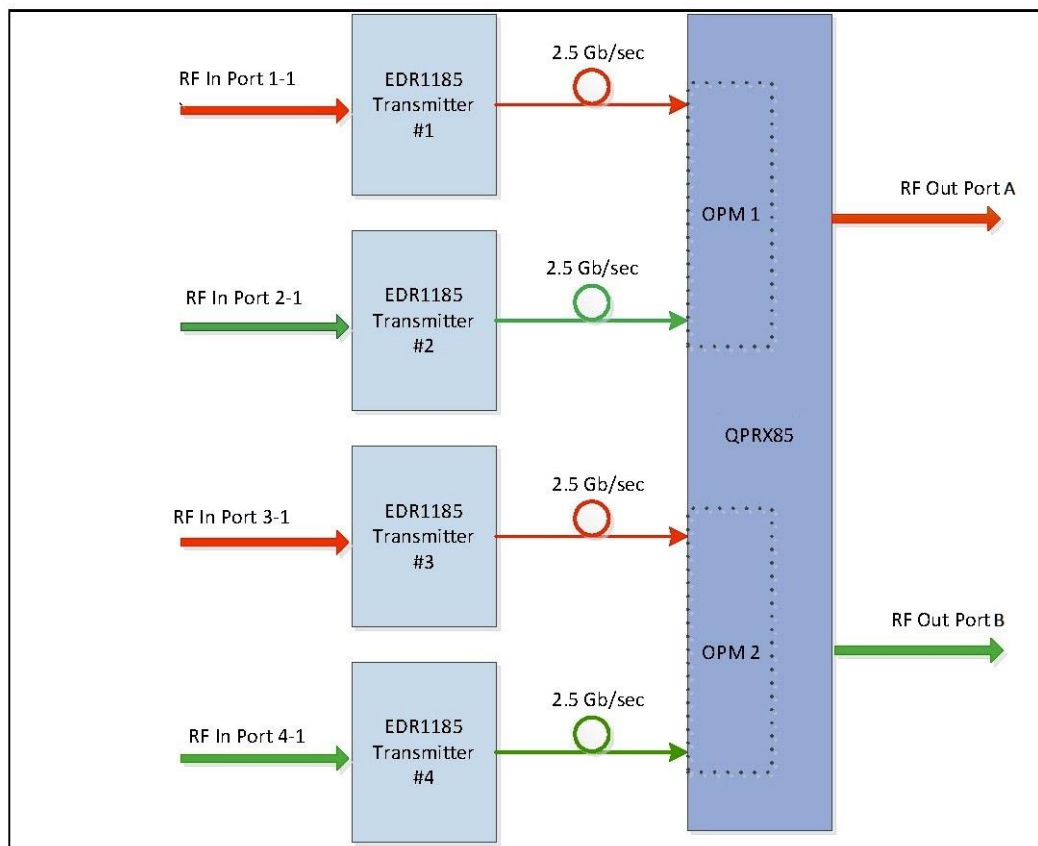 RF In Port 1-1
EDR1185
Transmitter
#1
2.5 Gb/sec
OPM 1
RF Out Port A
RF In Port 2-1
EDR1185
Transmitter
#2
2.5 Gb/sec
QPRX85
RF In Port 3-1
EDR1185
Transmitter
#3
2.5 Gb/sec
OPM 2
RF Out Port B
RF In Port 4-1
EDR1185
Transmitter
#4
2.5 Gb/sec